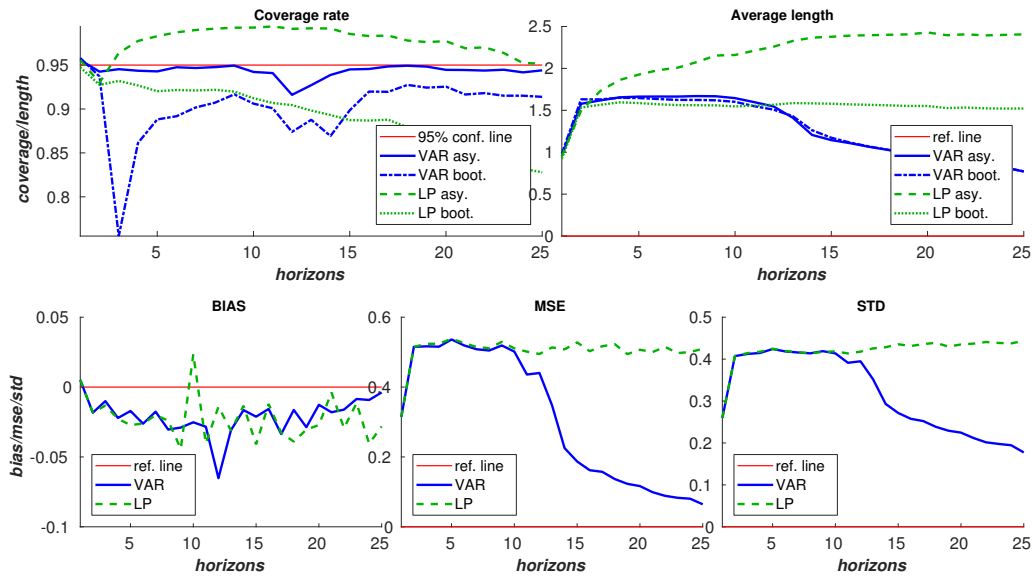 Coverage rate
coverage/length
0.95
0.9
0.85
0.8
5
10
15
20
25
horizons
95% conf. line
VAR asy.
VAR boot.
LP asy.
LP boot.
Average length
2.5
2
1.5
1
0.5
0
5
10
15
20
25
horizons
ref. line
VAR asy.
VAR boot.
LP asy.
LP boot.
BIAS
bias/mse/std
0.05
0
-0.05
-0.1
5
10
15
20
25
horizons
ref. line
VAR
LP
MSE
0.6
0.4
0.2
0
5
10
15
20
25
horizons
ref. line
VAR
LP
STD
0.5
0.4
0.3
0.2
0.1
0
5
10
15
20
25
horizons
ref. line
VAR
LP